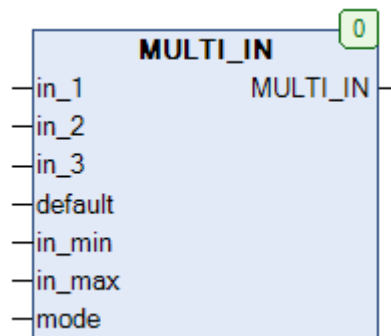 0
MULTI_IN
in_1 MULTI_IN
in_2
in_3
default
in_min
in_max
mode